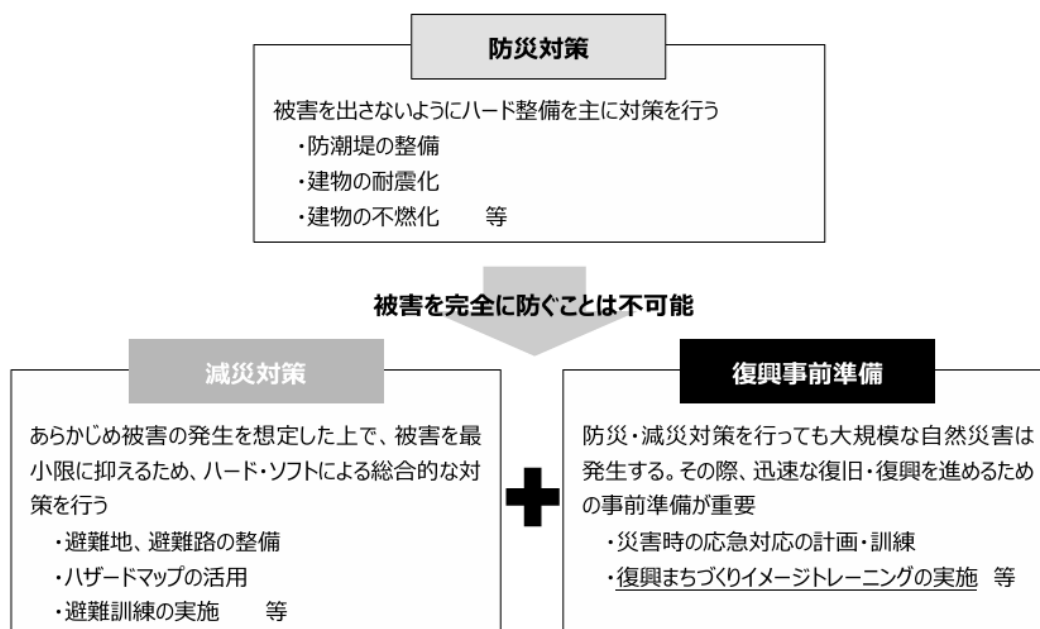 防災対策
被害を出さないようにハード整備を主に対策を行う
・防潮堤の整備
・建物の耐震化
・建物の不燃化　　等
被害を完全に防ぐことは不可能
減災対策
あらかじめ被害の発生を想定した上で、被害を最
小限に抑えるため、ハード・ソフトによる総合的な対
策を行う
・避難地、避難路の整備
・ハザードマップの活用
・避難訓練の実施　　等
復興事前準備
防災・減災対策を行っても大規模な自然災害は
発生する。その際、迅速な復旧・復興を進めるため
の事前準備が重要
・災害時の応急対応の計画・訓練
・復興まちづくりイメージトレーニングの実施　等